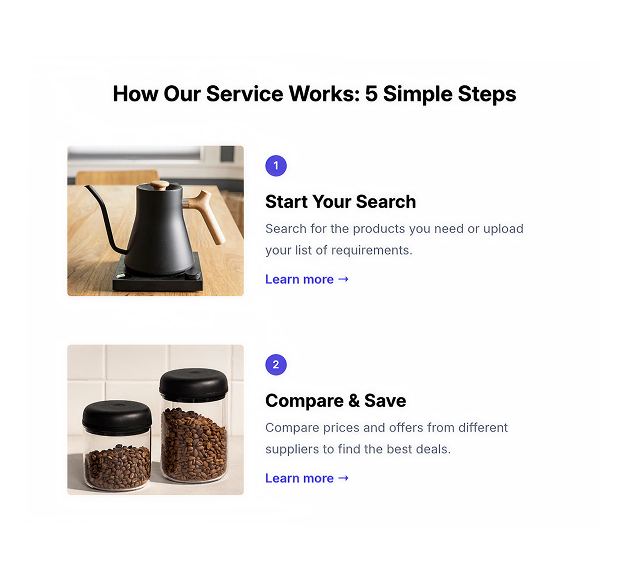 How Our Service Works: 5 Simple Steps
1
Start Your Search
Search for the products you need or upload
your list of requirements.
Learn more →
2
Compare & Save
Compare prices and offers from different
suppliers to find the best deals.
Learn more →